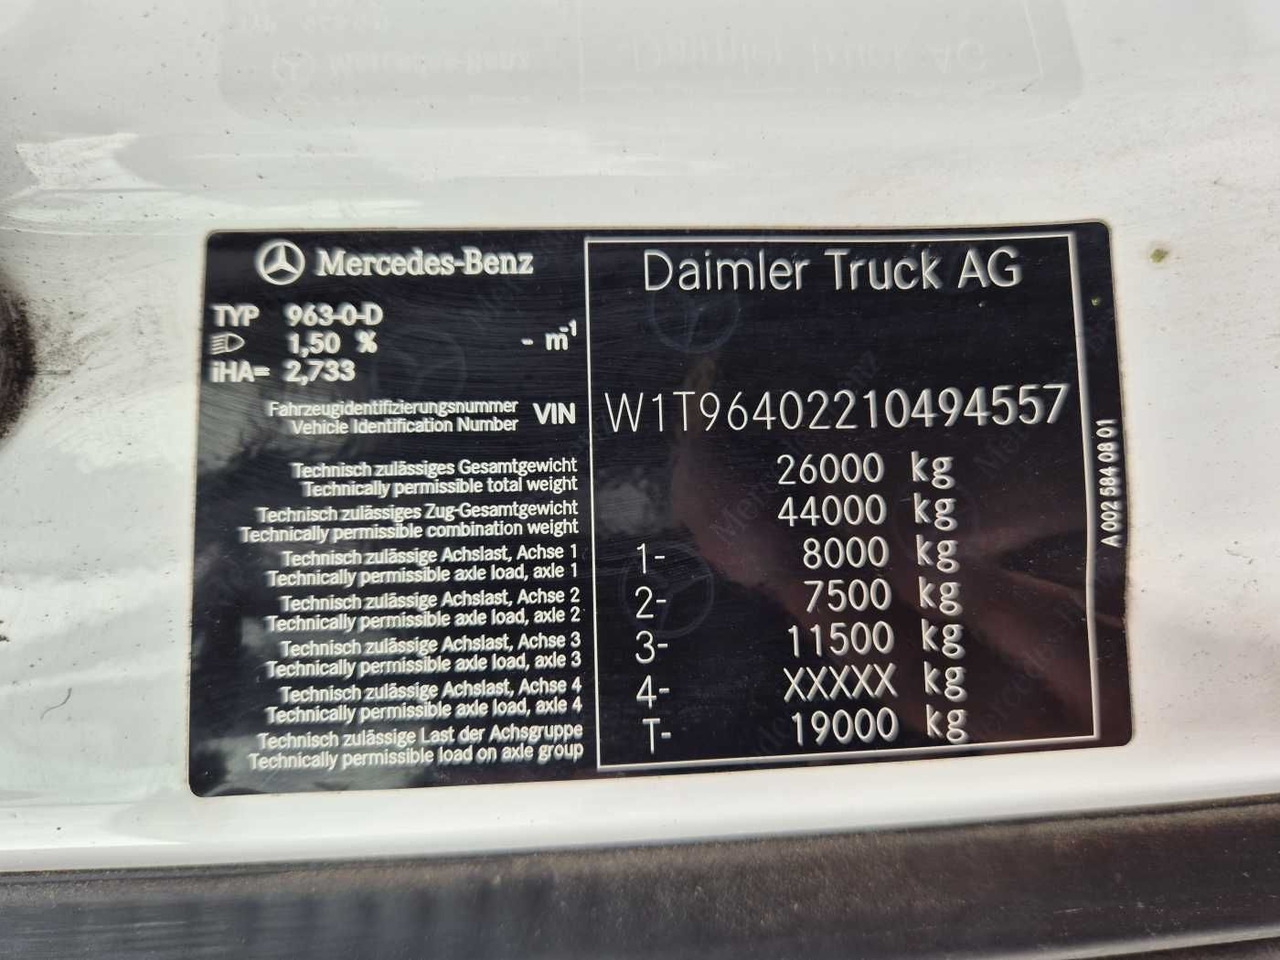 Mercedes-Benz
Daimler Truck AG
TYP 963-0-D
1,50 % - m⁻¹
iHA= 2,733
Fahrzeugidentifizierungsnummer
Vehicle Identification Number
VIN W1T96402210494557
Technisch zulässiges Gesamtgewicht
Technically permissible total weight
26000 kg
Technisch zulässiges Zug-Gesamtgewicht
Technically permissible combination weight
44000 kg
Technisch zulässige Achslast, Achse 1
Technically permissible axle load, axle 1
1- 8000 kg
Technisch zulässige Achslast, Achse 2
Technically permissible axle load, axle 2
2- 7500 kg
Technisch zulässige Achslast, Achse 3
Technically permissible axle load, axle 3
3- 11500 kg
Technisch zulässige Achslast, Achse 4
Technically permissible axle load, axle 4
4- XXXXX kg
Technisch zulässige Last der Achsgruppe
Technically permissible load on axle group
T- 19000 kg
A 002 584 08 01